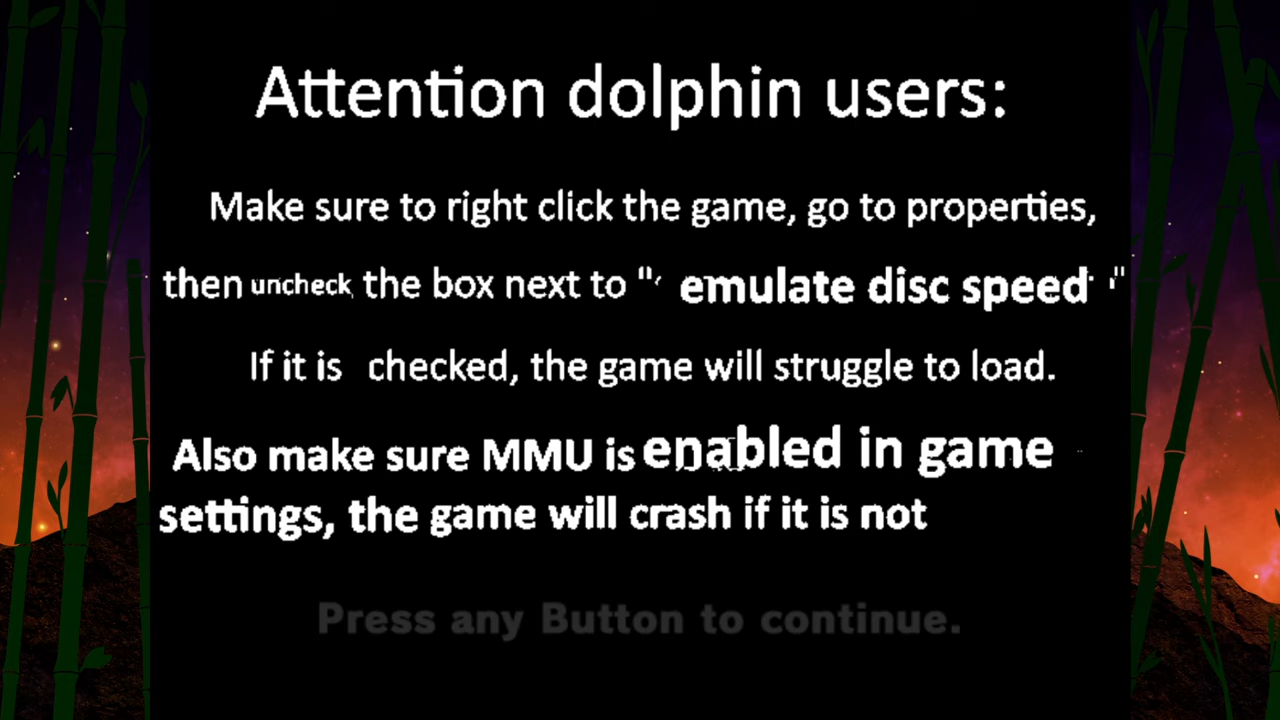 Attention dolphin users:
Make sure to right click the game, go to properties,
then uncheck the box next to " emulate disc speed "
If it is checked, the game will struggle to load.
Also make sure MMU is enabled in game
settings, the game will crash if it is not
Press any Button to continue.